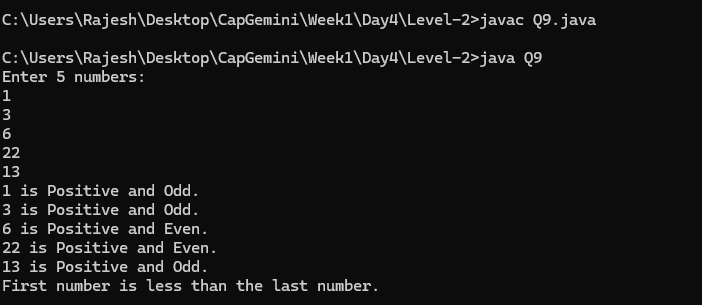 C:\Users\Rajesh\Desktop\CapGemini\Week1\Day4\Level-2>javac Q9.java
C:\Users\Rajesh\Desktop\CapGemini\Week1\Day4\Level-2>java Q9
Enter 5 numbers:
1
3
6
22
13
1 is Positive and Odd.
3 is Positive and Odd.
6 is Positive and Even.
22 is Positive and Even.
13 is Positive and Odd.
First number is less than the last number.